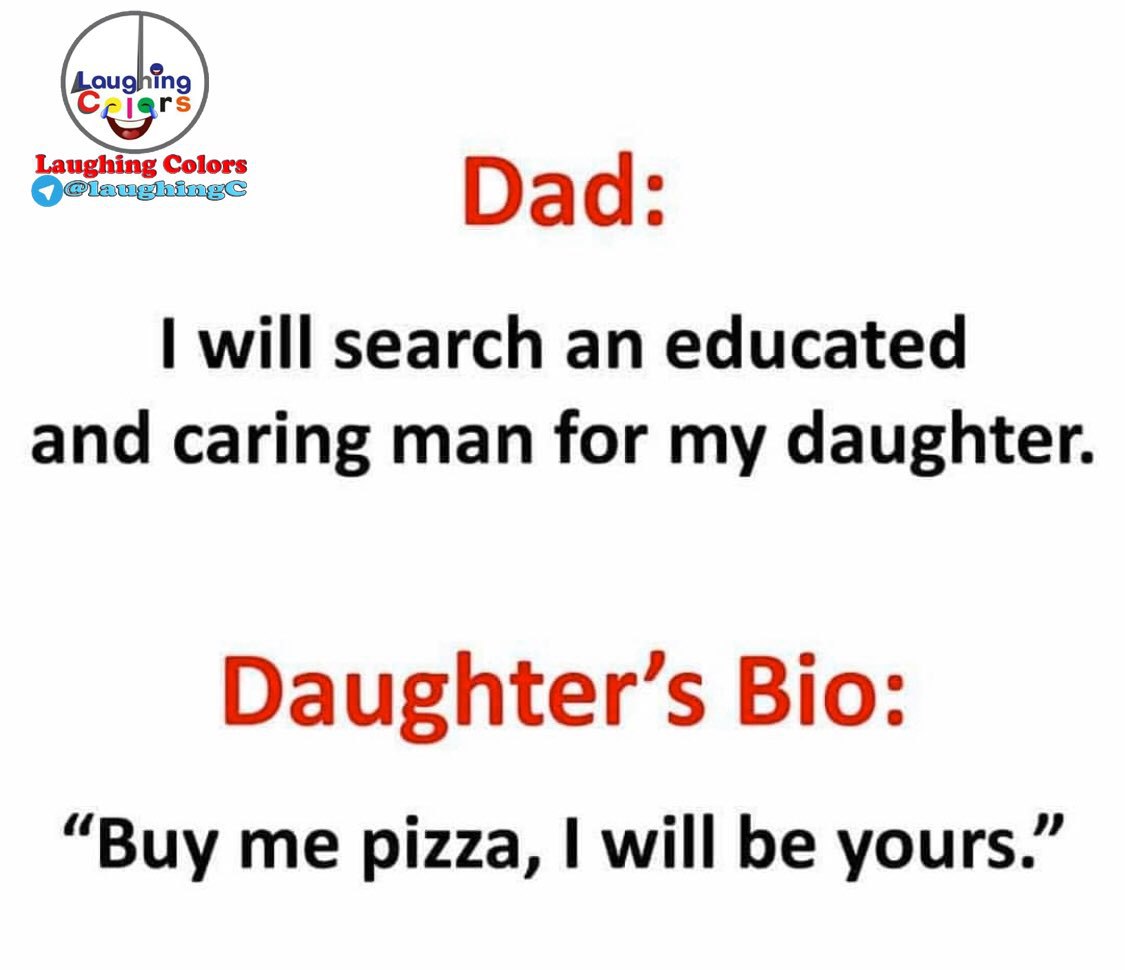 Laughing
Colors
Laughing Colors
@laughingC
Dad:
I will search an educated
and caring man for my daughter.
Daughter’s Bio:
“Buy me pizza, I will be yours.”